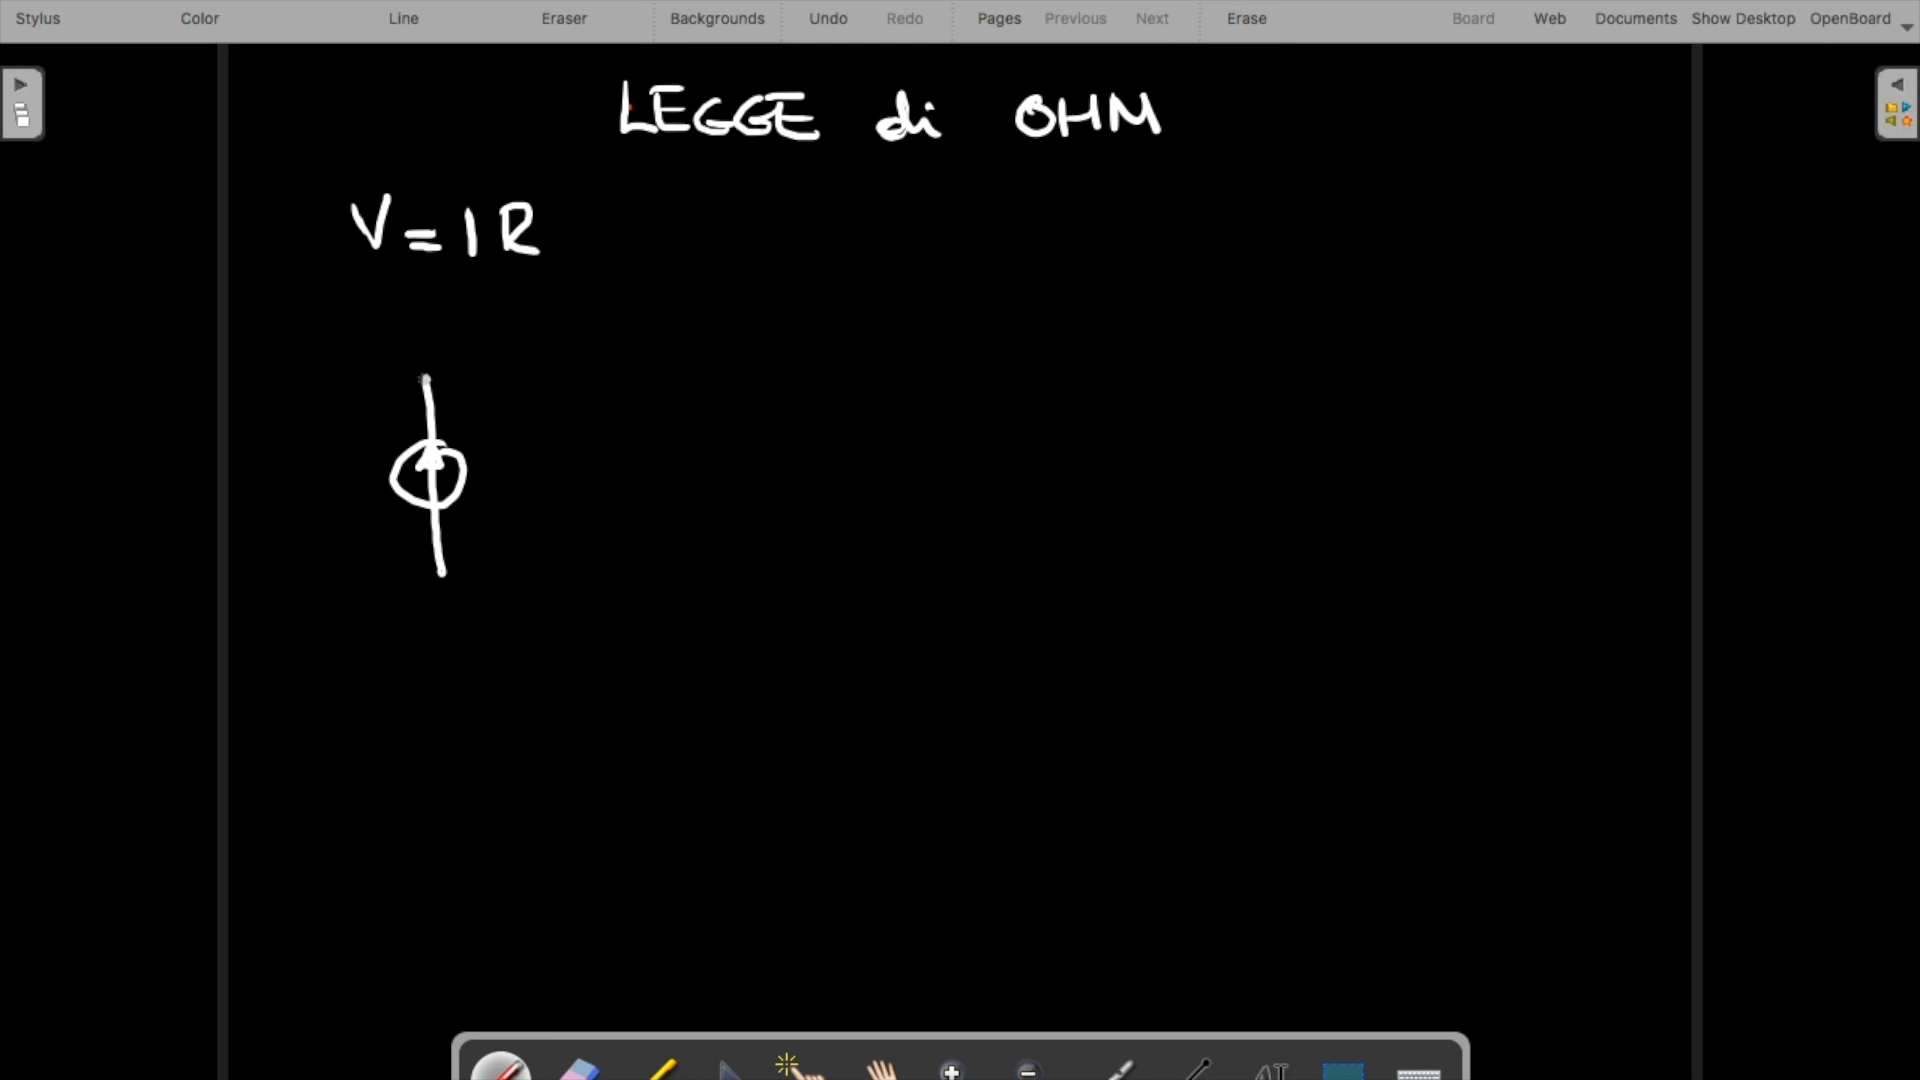 Stylus Color Line Eraser Backgrounds Undo Redo Pages Previous Next Erase Board Web Documents Show Desktop OpenBoard
LEGGE di OHM
V = I R